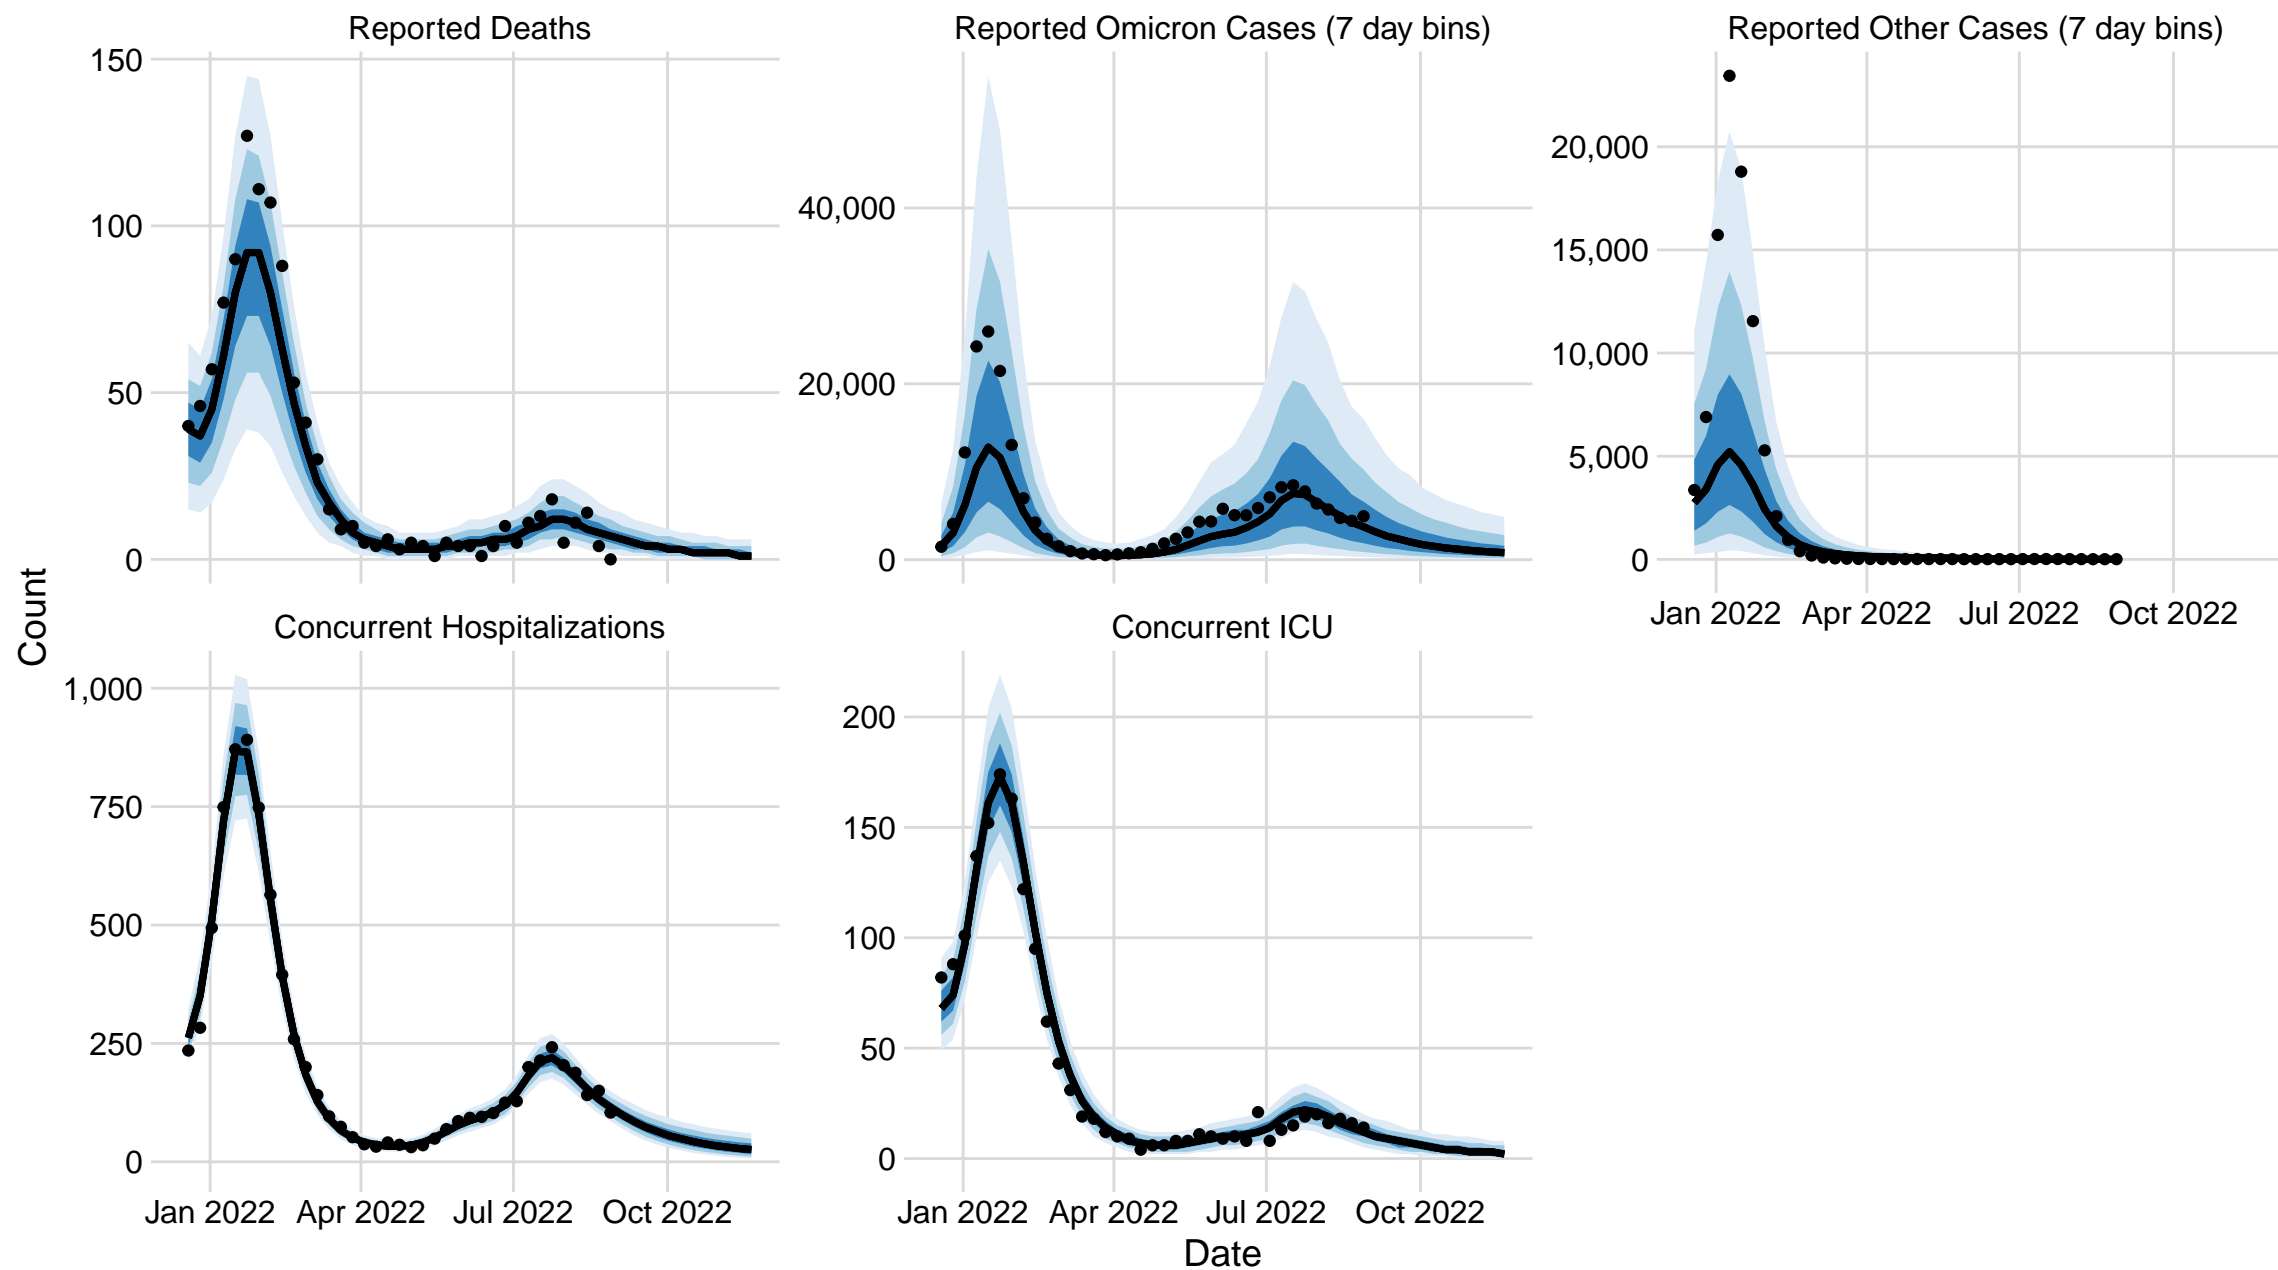 Reported Deaths
Reported Omicron Cases (7 day bins)
Reported Other Cases (7 day bins)
150
100
50
0
40,000
20,000
0
20,000
15,000
10,000
5,000
0
Jan 2022 Apr 2022 Jul 2022 Oct 2022
Count
Concurrent Hospitalizations
Concurrent ICU
1,000
750
500
250
0
200
150
100
50
0
Jan 2022 Apr 2022 Jul 2022 Oct 2022
Jan 2022 Apr 2022 Jul 2022 Oct 2022
Date